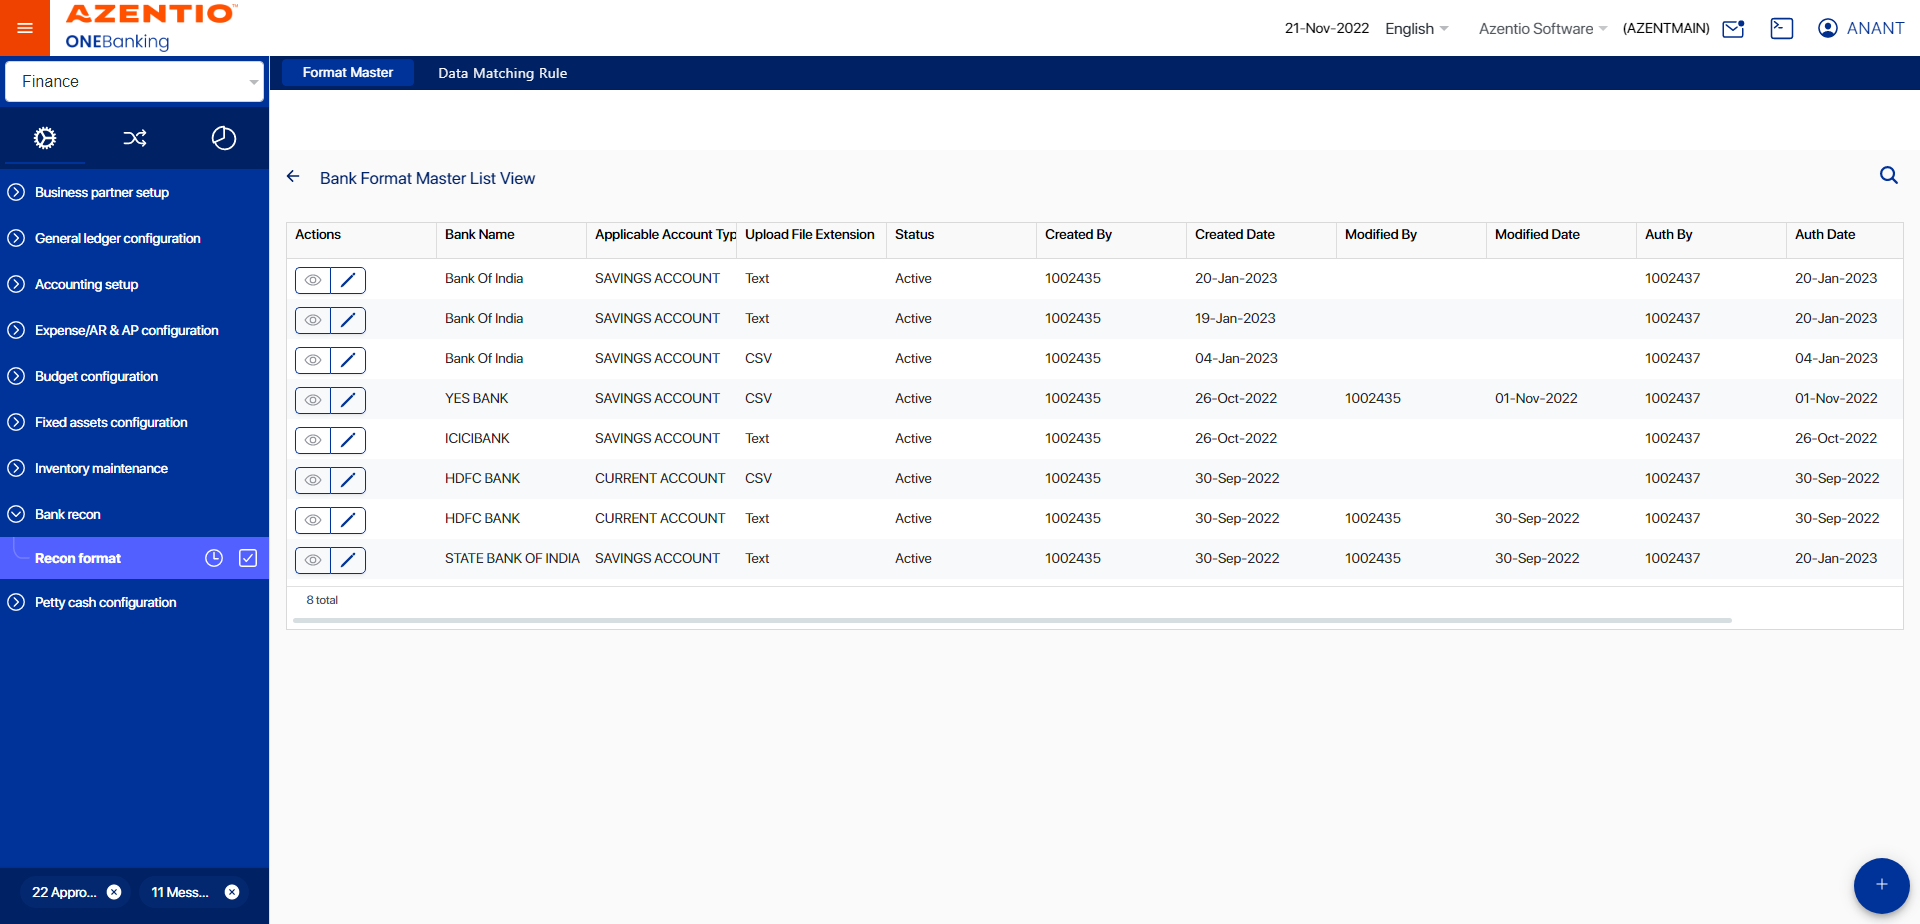 AZENTIO™
ONEBanking
21-Nov-2022 English Azentio Software (AZENTMAIN) ANANT
Finance
Format Master Data Matching Rule
Business partner setup
General ledger configuration
Accounting setup
Expense/AR & AP configuration
Budget configuration
Fixed assets configuration
Inventory maintenance
Bank recon
Recon format
Petty cash configuration
22 Appro... 11 Mess...
Bank Format Master List View
Actions Bank Name Applicable Account Typ Upload File Extension Status Created By Created Date Modified By Modified Date Auth By Auth Date
Bank Of India SAVINGS ACCOUNT Text Active 1002435 20-Jan-2023 1002437 20-Jan-2023
Bank Of India SAVINGS ACCOUNT Text Active 1002435 19-Jan-2023 1002437 20-Jan-2023
Bank Of India SAVINGS ACCOUNT CSV Active 1002435 04-Jan-2023 1002437 04-Jan-2023
YES BANK SAVINGS ACCOUNT CSV Active 1002435 26-Oct-2022 1002435 01-Nov-2022 1002437 01-Nov-2022
ICICIBANK SAVINGS ACCOUNT Text Active 1002435 26-Oct-2022 1002437 26-Oct-2022
HDFC BANK CURRENT ACCOUNT CSV Active 1002435 30-Sep-2022 1002437 30-Sep-2022
HDFC BANK CURRENT ACCOUNT Text Active 1002435 30-Sep-2022 1002435 30-Sep-2022 1002437 30-Sep-2022
STATE BANK OF INDIA SAVINGS ACCOUNT Text Active 1002435 30-Sep-2022 1002435 30-Sep-2022 1002437 20-Jan-2023
8 total